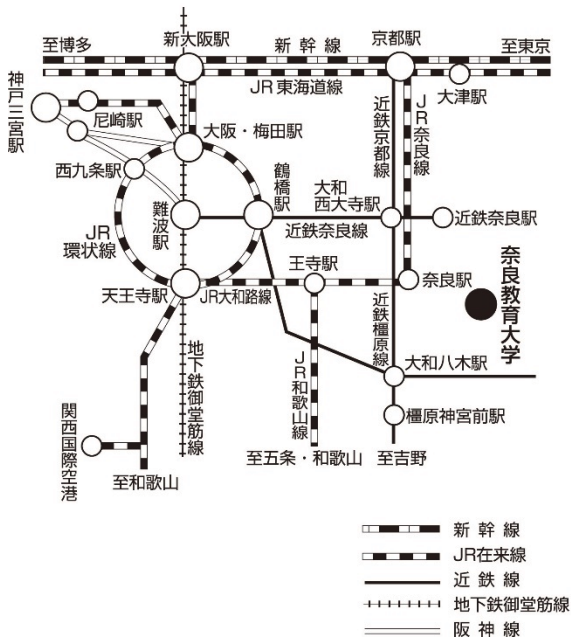 至博多
新大阪駅
新幹線
京都駅
至東京
JR東海道線
大津駅
神戸三宮駅
尼崎駅
大阪・梅田駅
近鉄京都線
JR奈良線
西九条駅
鶴橋駅
大和
西大寺駅
難波駅
近鉄奈良線
近鉄奈良駅
JR
環状線
王寺駅
奈良駅
奈良教育大学
天王寺駅
JR大和路線
近鉄橿原線
地下鉄御堂筋線
JR和歌山線
大和八木駅
橿原神宮前駅
関西国際空港
至和歌山
至五条・和歌山
至吉野
新幹線
JR在来線
近鉄線
地下鉄御堂筋線
阪神線